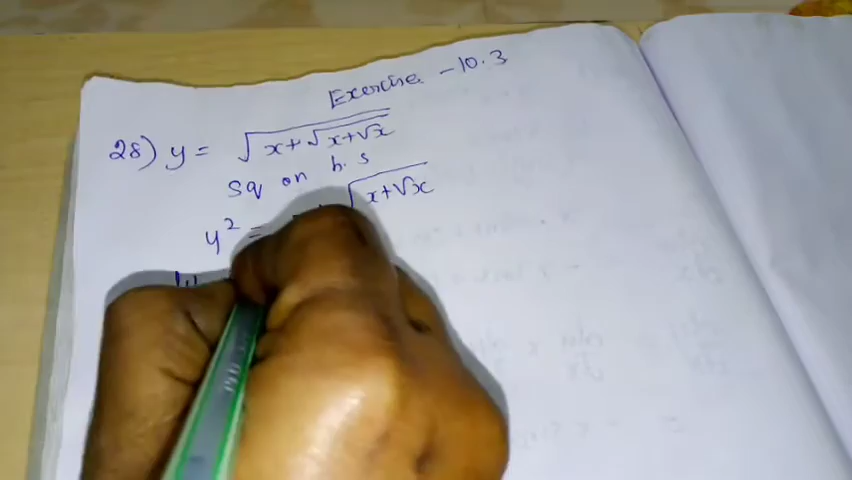 Exercise - 10.3
28) y = √(x+√(x+√x))
Sq on b.s
y² = √(x+√x)